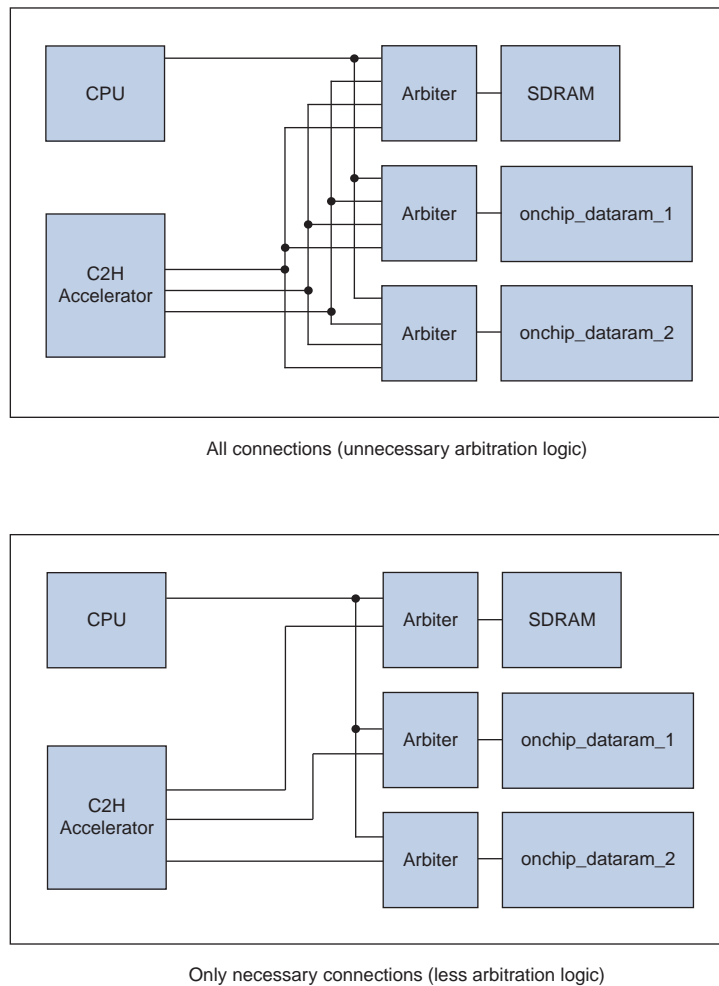 CPU
Arbiter
SDRAM
Arbiter
onchip_dataram_1
C2H
Accelerator
Arbiter
onchip_dataram_2
All connections (unnecessary arbitration logic)
CPU
Arbiter
SDRAM
Arbiter
onchip_dataram_1
C2H
Accelerator
Arbiter
onchip_dataram_2
Only necessary connections (less arbitration logic)